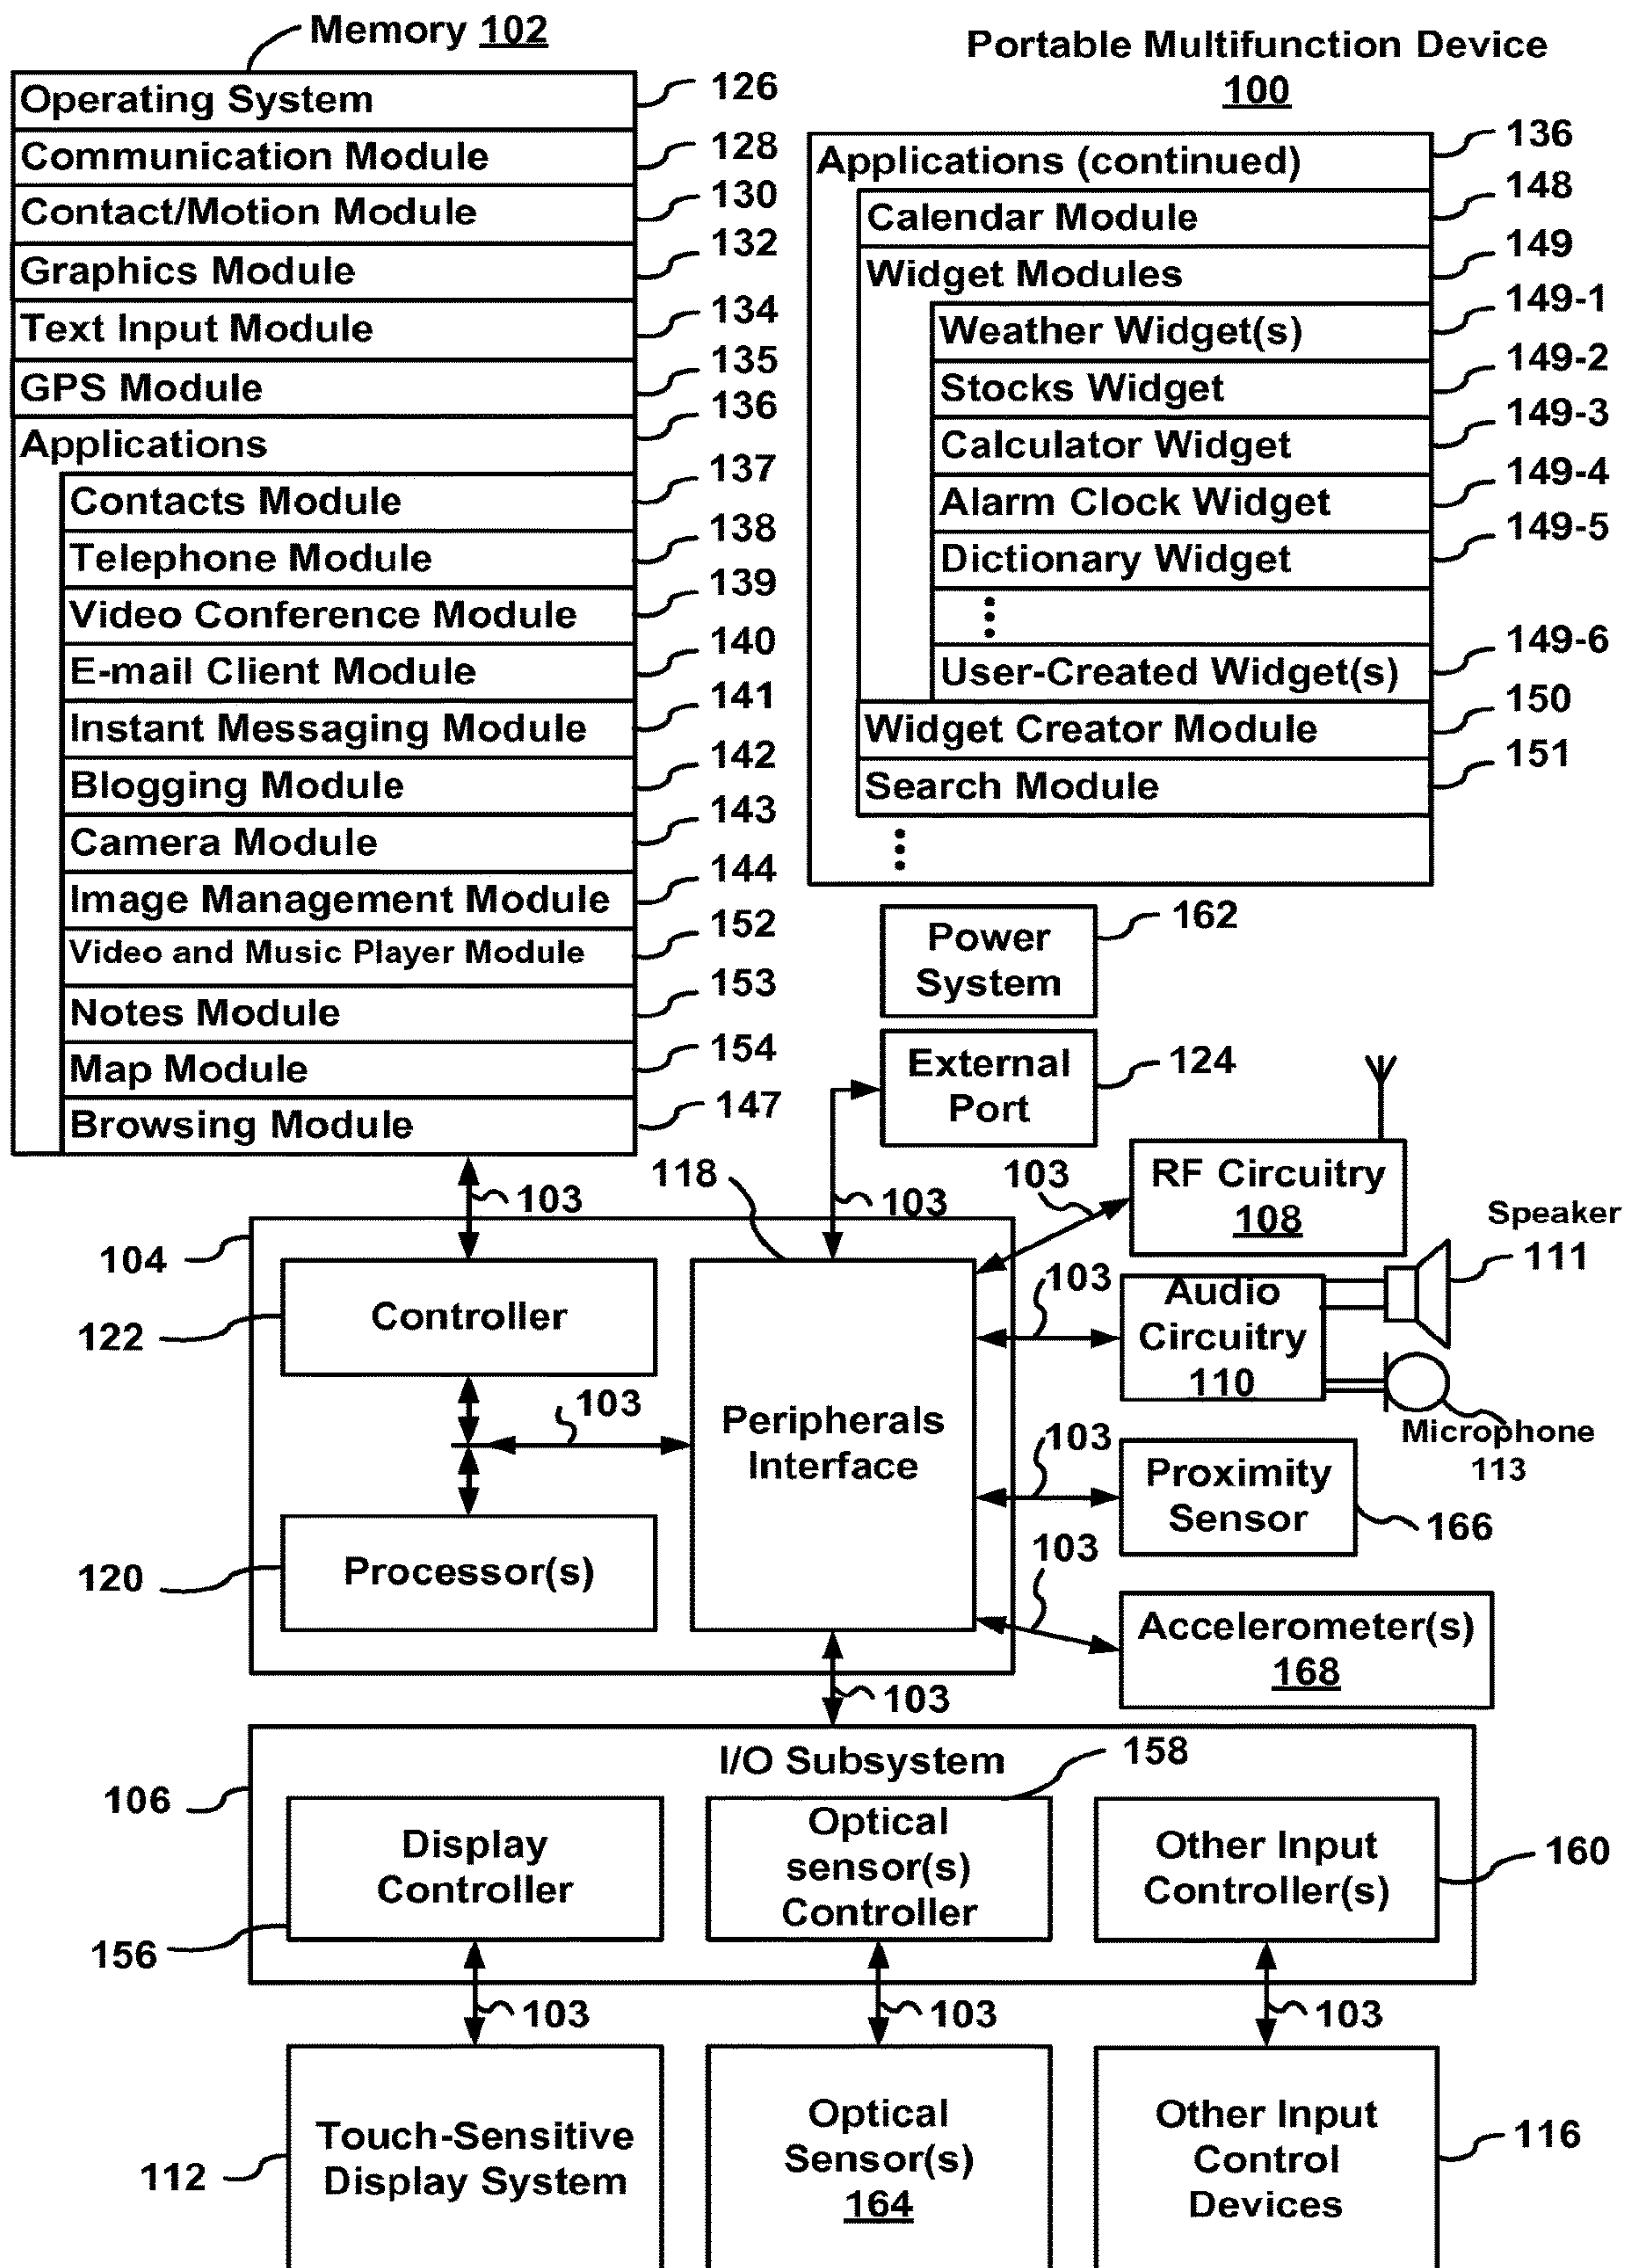 Memory 102
Operating System 126
Communication Module 128
Contact/Motion Module 130
Graphics Module 132
Text Input Module 134
GPS Module 135
Applications 136
Contacts Module 137
Telephone Module 138
Video Conference Module 139
E-mail Client Module 140
Instant Messaging Module 141
Blogging Module 142
Camera Module 143
Image Management Module 144
Video and Music Player Module 152
Notes Module 153
Map Module 154
Browsing Module 147
Portable Multifunction Device
100
Applications (continued) 136
Calendar Module 148
Widget Modules 149
Weather Widget(s) 149-1
Stocks Widget 149-2
Calculator Widget 149-3
Alarm Clock Widget 149-4
Dictionary Widget 149-5
User-Created Widget(s) 149-6
Widget Creator Module 150
Search Module 151
Power
System
162
External
Port
124
103
118
103
103
RF Circuitry
108
Speaker
111
104
Controller
122
103
Audio
Circuitry
110
Microphone
113
103
Peripherals
Interface
103
Proximity
Sensor
166
Processor(s)
120
103
Accelerometer(s)
168
103
I/O Subsystem
106
158
Display
Controller
156
Optical
sensor(s)
Controller
Other Input
Controller(s)
160
103
103
103
Touch-Sensitive
Display System
112
Optical
Sensor(s)
164
Other Input
Control
Devices
116